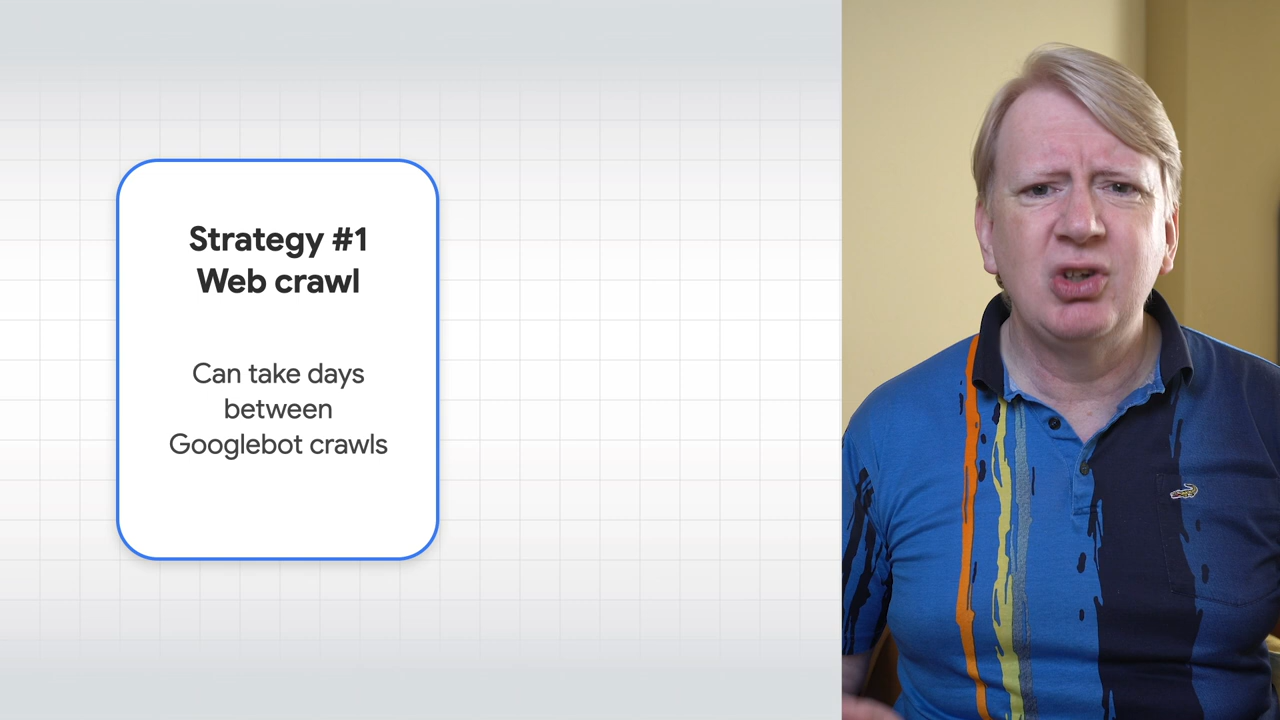 Strategy #1
Web crawl
Can take days
between
Googlebot crawls